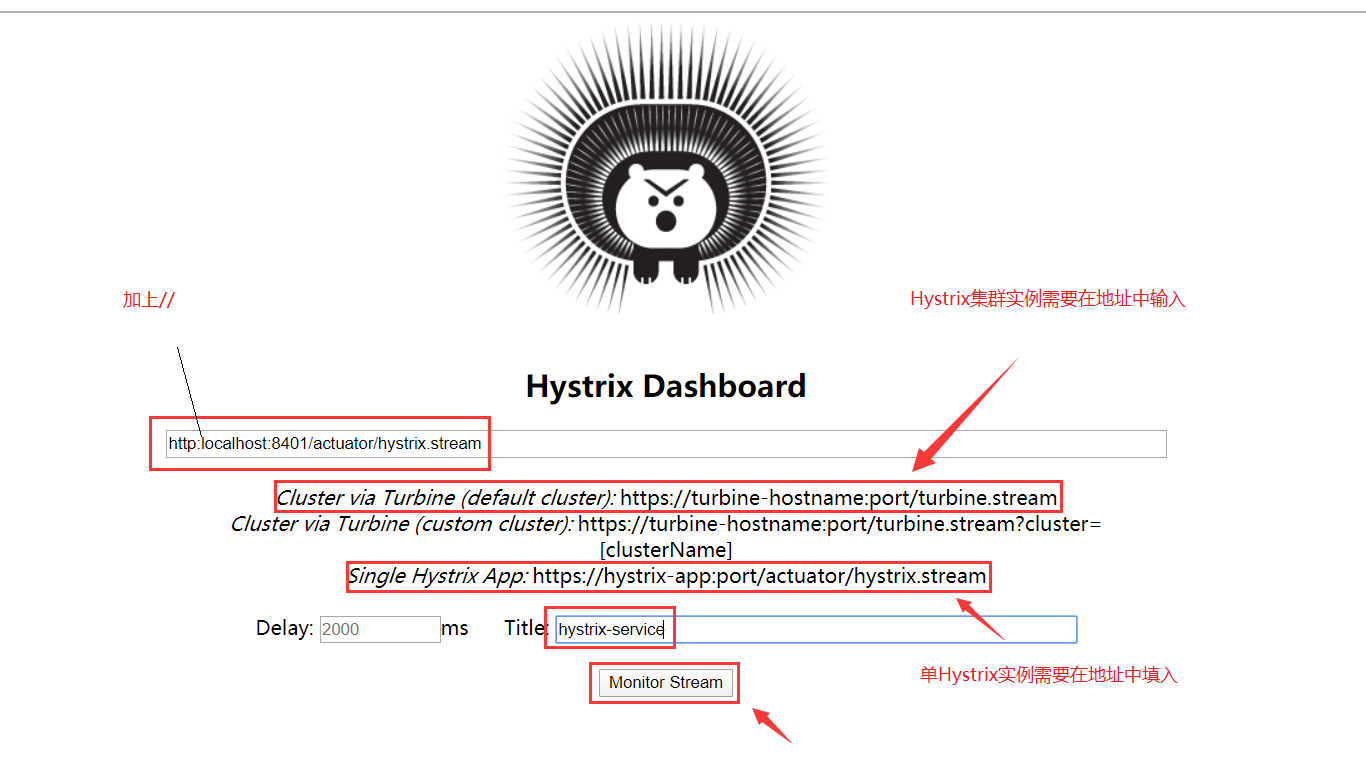 加上//
Hystrix集群实例需要在地址中输入
Hystrix Dashboard
http:localhost:8401/actuator/hystrix.stream
Cluster via Turbine (default cluster): https://turbine-hostname:port/turbine.stream
Cluster via Turbine (custom cluster): https://turbine-hostname:port/turbine.stream?cluster=
[clusterName]
Single Hystrix App: https://hystrix-app:port/actuator/hystrix.stream
Delay: 2000 ms Title: hystrix-service
单Hystrix实例需要在地址中填入
Monitor Stream